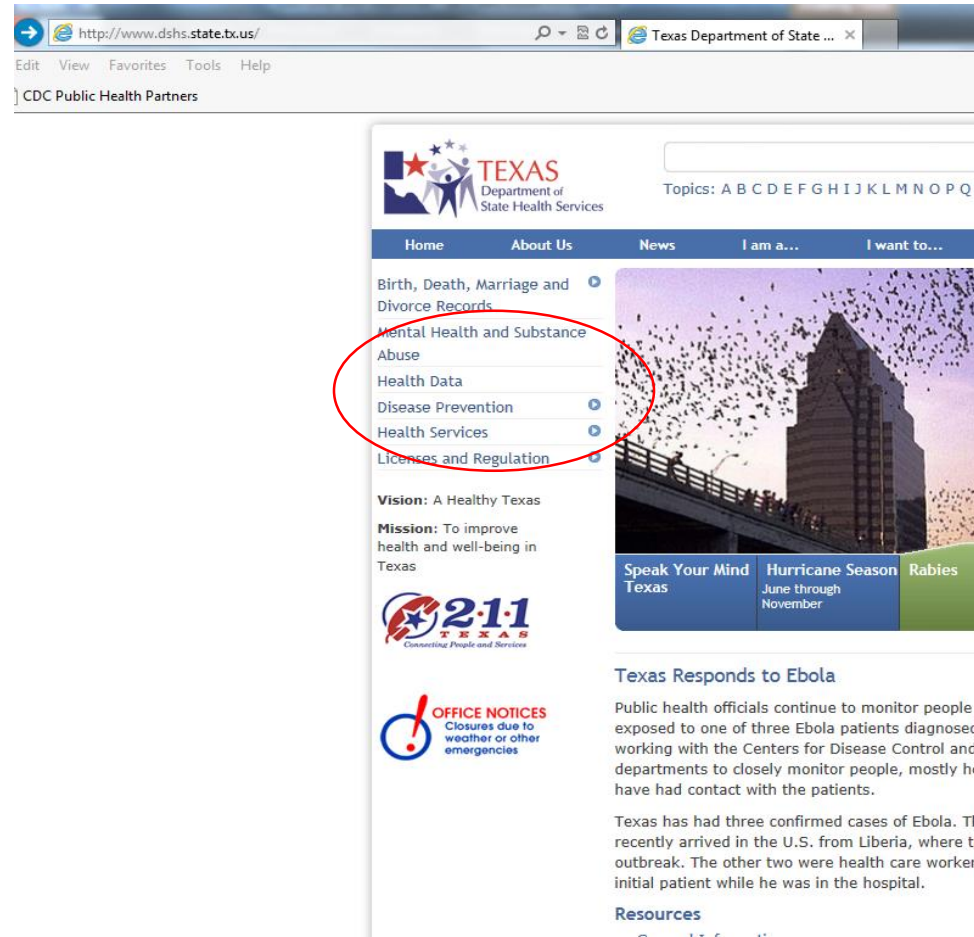 http://www.dshs.state.tx.us/
Texas Department of State ...
Edit View Favorites Tools Help
CDC Public Health Partners
TEXAS
Department of
State Health Services
Topics: A B C D E F G H I J K L M N O P Q
Home About Us News I am a... I want to...
Birth, Death, Marriage and
Divorce Records
Mental Health and Substance
Abuse
Health Data
Disease Prevention
Health Services
Licenses and Regulation
Vision: A Healthy Texas
Mission: To improve
health and well-being in
Texas
2·1·1
TEXAS
Connecting People and Services
OFFICE NOTICES
Closures due to
weather or other
emergencies
Speak Your Mind
Texas
Hurricane Season
June through
November
Rabies
Texas Responds to Ebola
Public health officials continue to monitor people
exposed to one of three Ebola patients diagnosed
working with the Centers for Disease Control and
departments to closely monitor people, mostly
have had contact with the patients.
Texas has had three confirmed cases of Ebola.
recently arrived in the U.S. from Liberia, where
outbreak. The other two were health care
initial patient while he was in the hospital.
Resources